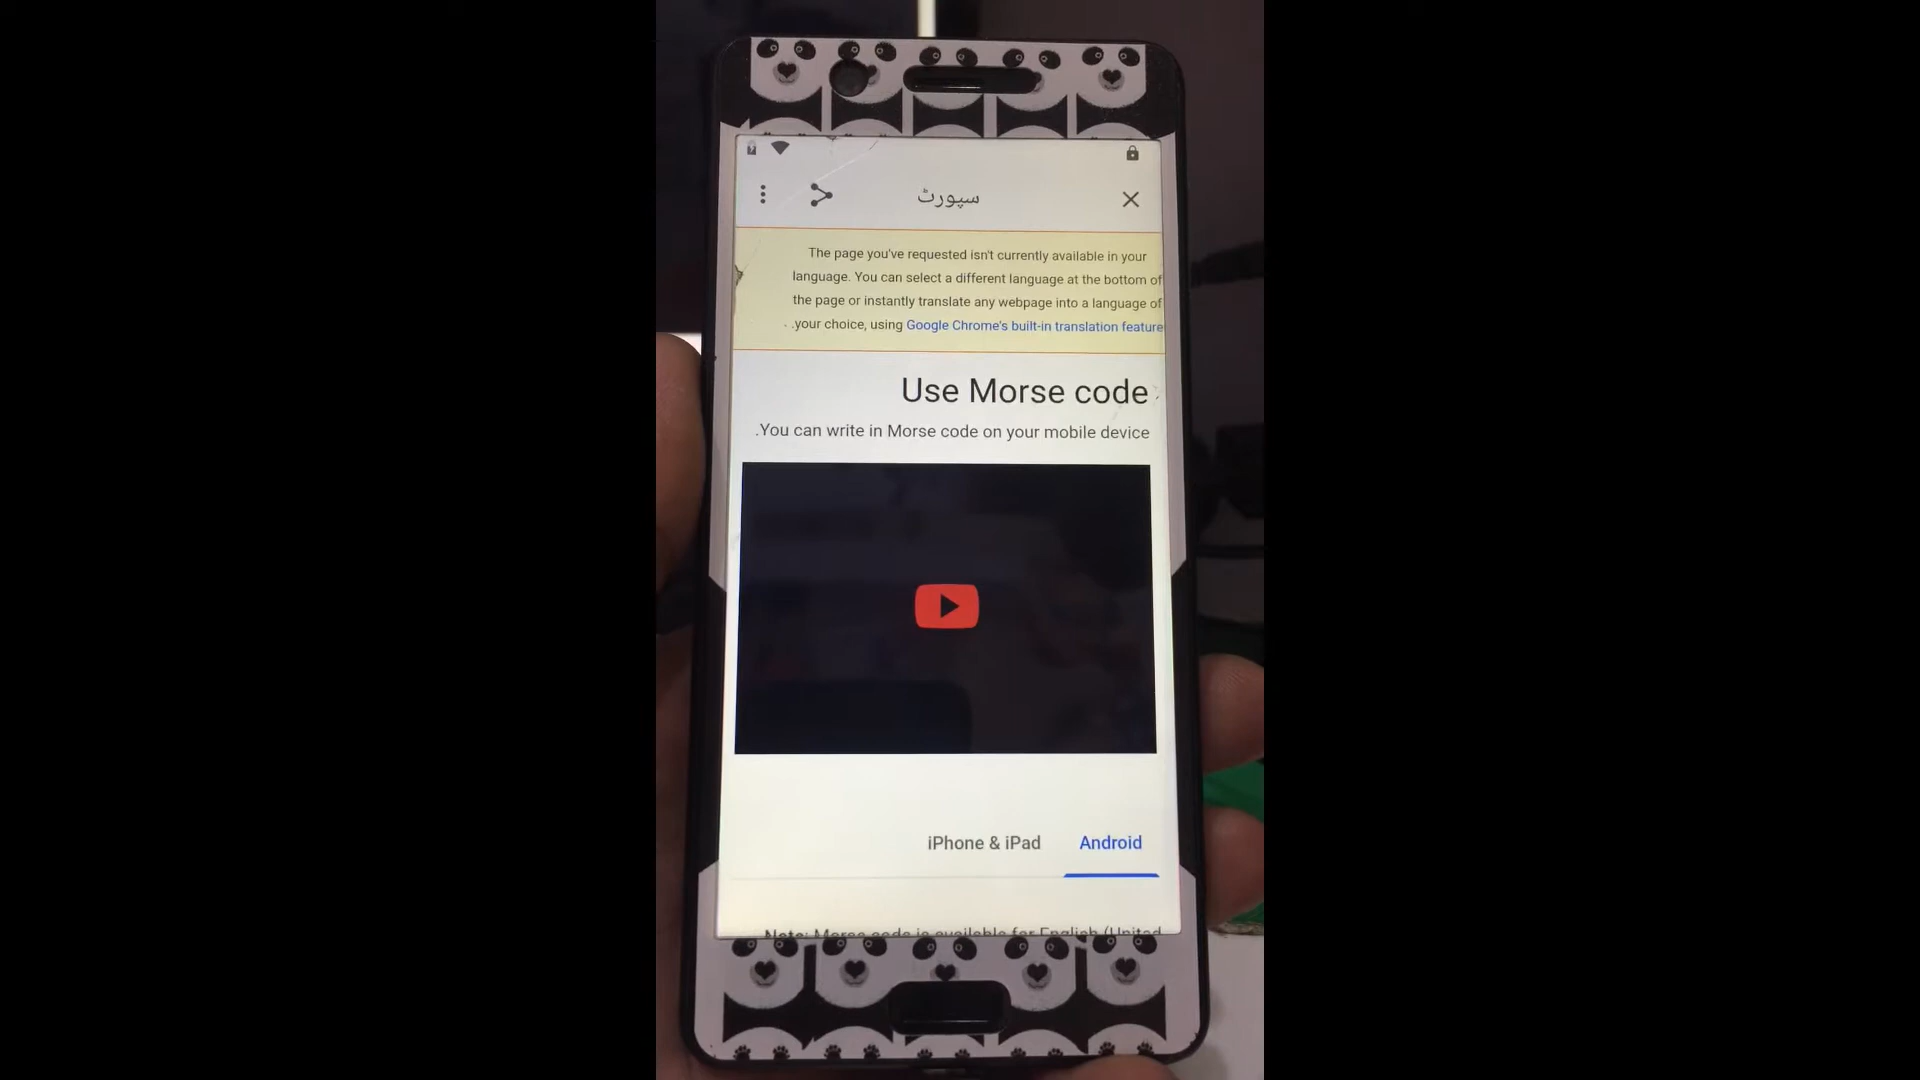 سپورٹ
The page you've requested isn't currently available in your
language. You can select a different language at the bottom of
the page or instantly translate any webpage into a language of
.your choice, using Google Chrome's built-in translation feature
Use Morse code
.You can write in Morse code on your mobile device
iPhone & iPad
Android
Note: Morse code is available for English (United